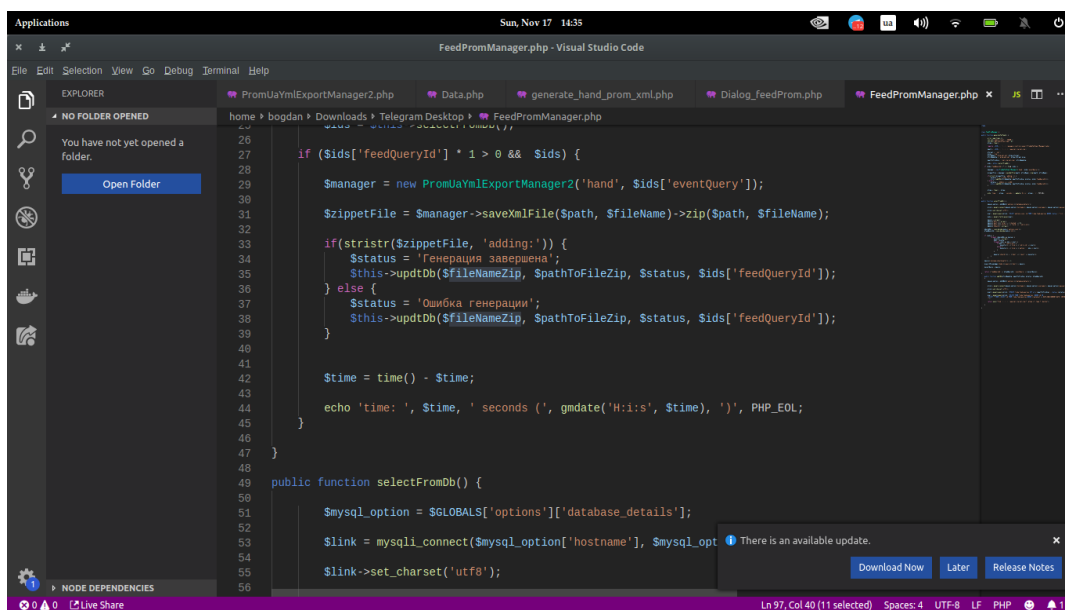 Applications
Sun, Nov 17 14:35
ua
FeedPromManager.php - Visual Studio Code
File Edit Selection View Go Debug Terminal Help
EXPLORER
PromUaYmlExportManager2.php
Data.php
generate_hand_prom_xml.php
Dialog_feedProm.php
FeedPromManager.php
JS
NO FOLDER OPENED
home bogdan Downloads Telegram Desktop FeedPromManager.php
You have not yet opened a
folder.
Open Folder
26
27 if ($ids['feedQueryId'] * 1 > 0 && $ids) {
28
29 $manager = new PromUaYmlExportManager2('hand', $ids['eventQuery']);
30
31 $zippetFile = $manager->saveXmlFile($path, $fileName)->zip($path, $fileName);
32
33 if(stristr($zippetFile, 'adding:')) {
34 $status = 'Генерация завершена';
35 $this->updtDb($fileNameZip, $pathToFileZip, $status, $ids['feedQueryId']);
36 } else {
37 $status = 'Ошибка генерации';
38 $this->updtDb($fileNameZip, $pathToFileZip, $status, $ids['feedQueryId']);
39 }
40
41
42 $time = time() - $time;
43
44 echo 'time: ', $time, ' seconds (', gmdate('H:i:s', $time), ')', PHP_EOL;
45 }
46
47 }
48
49 public function selectFromDb() {
50
51 $mysql_option = $GLOBALS['options']['database_details'];
52
53 $link = mysqli_connect($mysql_option['hostname'], $mysql_opt
54
55 $link->set_charset('utf8');
56
There is an available update.
Download Now
Later
Release Notes
1
NODE DEPENDENCIES
0 0 Live Share
Ln 97, Col 40 (11 selected) Spaces: 4 UTF-8 LF PHP 1